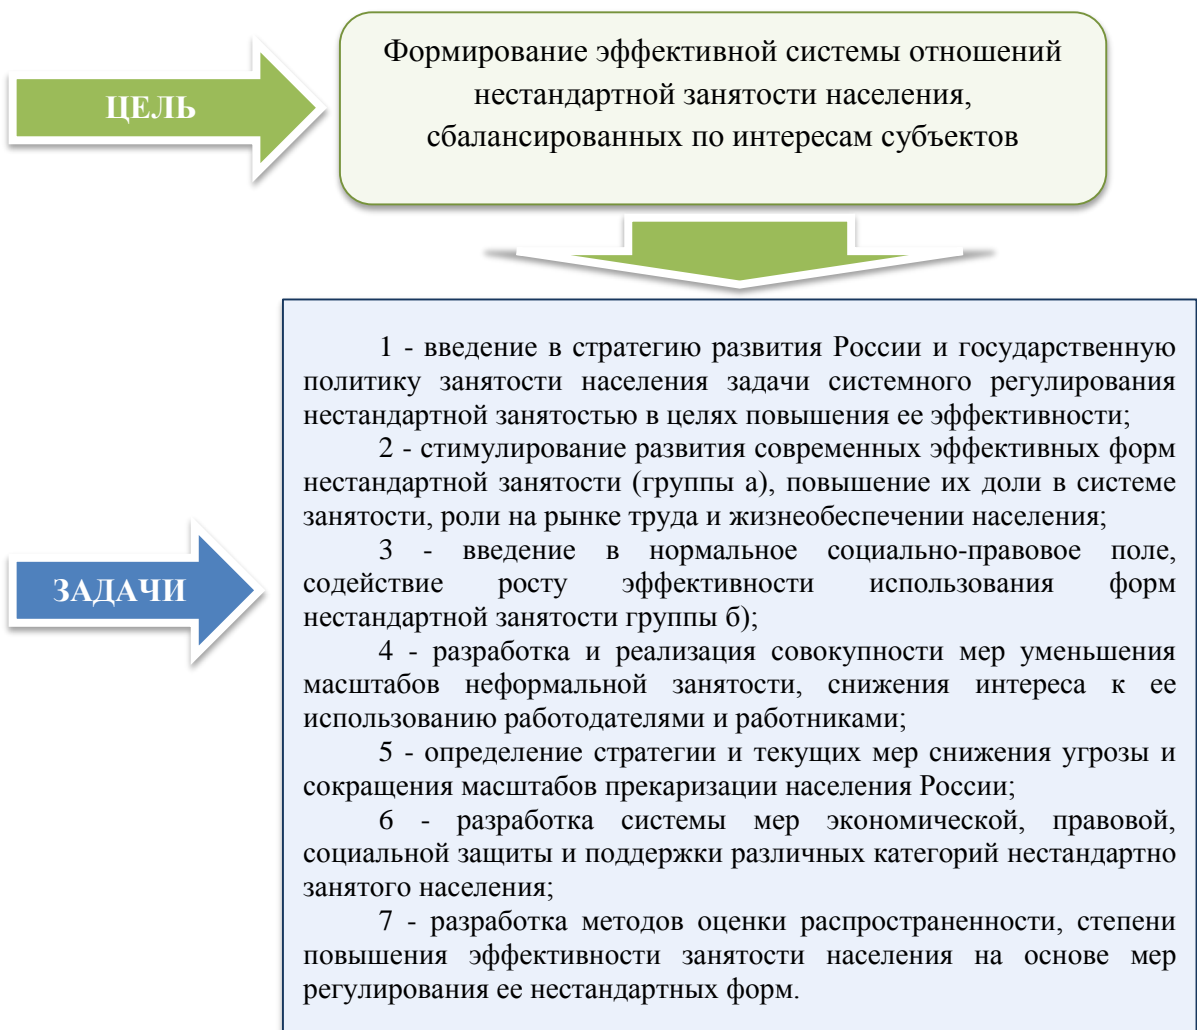 ЦЕЛЬ
Формирование эффективной системы отношений
нестандартной занятости населения,
сбалансированных по интересам субъектов
ЗАДАЧИ
1 - введение в стратегию развития России и государственную
политику занятости населения задачи системного регулирования
нестандартной занятостью в целях повышения ее эффективности;
2 - стимулирование развития современных эффективных форм
нестандартной занятости (группы а), повышение их доли в системе
занятости, роли на рынке труда и жизнеобеспечении населения;
3 - введение в нормальное социально-правовое поле,
содействие росту эффективности использования форм
нестандартной занятости группы б);
4 - разработка и реализация совокупности мер уменьшения
масштабов неформальной занятости, снижения интереса к ее
использованию работодателями и работниками;
5 - определение стратегии и текущих мер снижения угрозы и
сокращения масштабов прекаризации населения России;
6 - разработка системы мер экономической, правовой,
социальной защиты и поддержки различных категорий нестандартно
занятого населения;
7 - разработка методов оценки распространенности, степени
повышения эффективности занятости населения на основе мер
регулирования ее нестандартных форм.